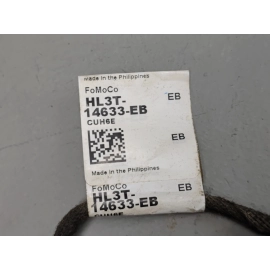 made in the Philippines
FoMoCo
EB
HL3T-
14633-EB
CUH6E
EB
Made in the Philippines
FoMoCo
EB
HL3T-
14633-EB
CUH6E